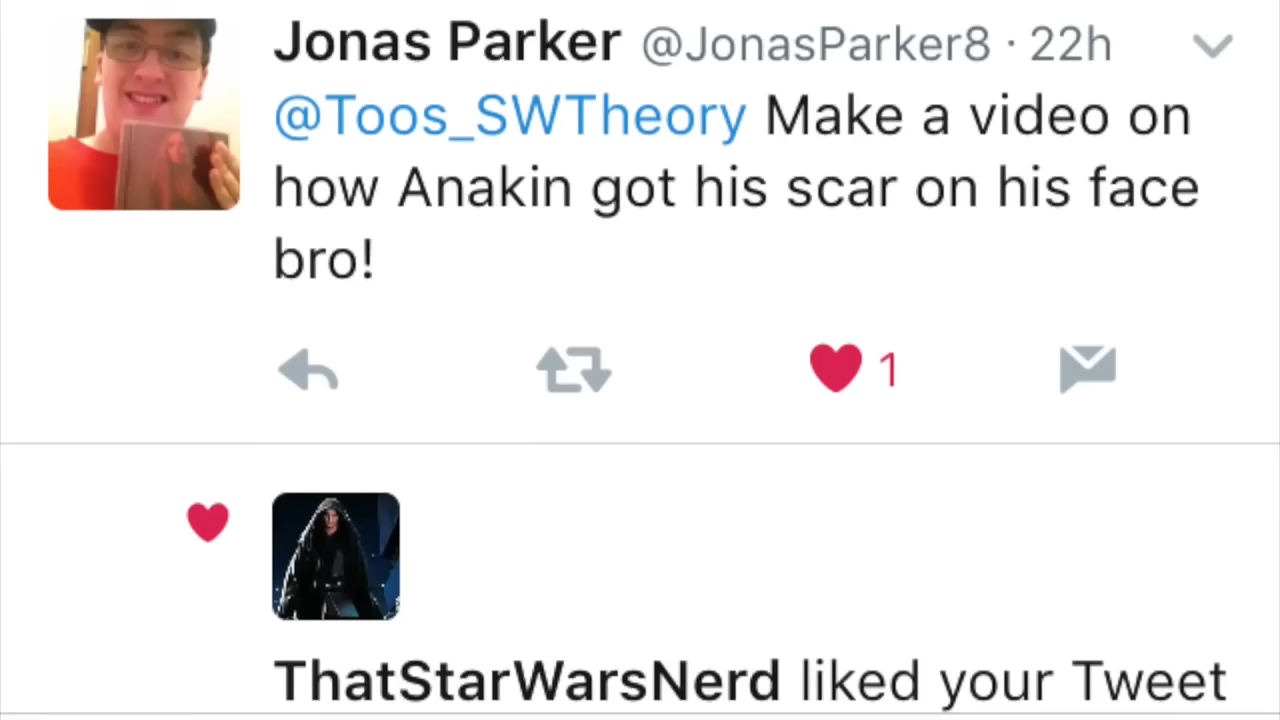 Jonas Parker @JonasParker8 · 22h
@Toos_SWTheory Make a video on
how Anakin got his scar on his face
bro!
1
ThatStarWarsNerd liked your Tweet